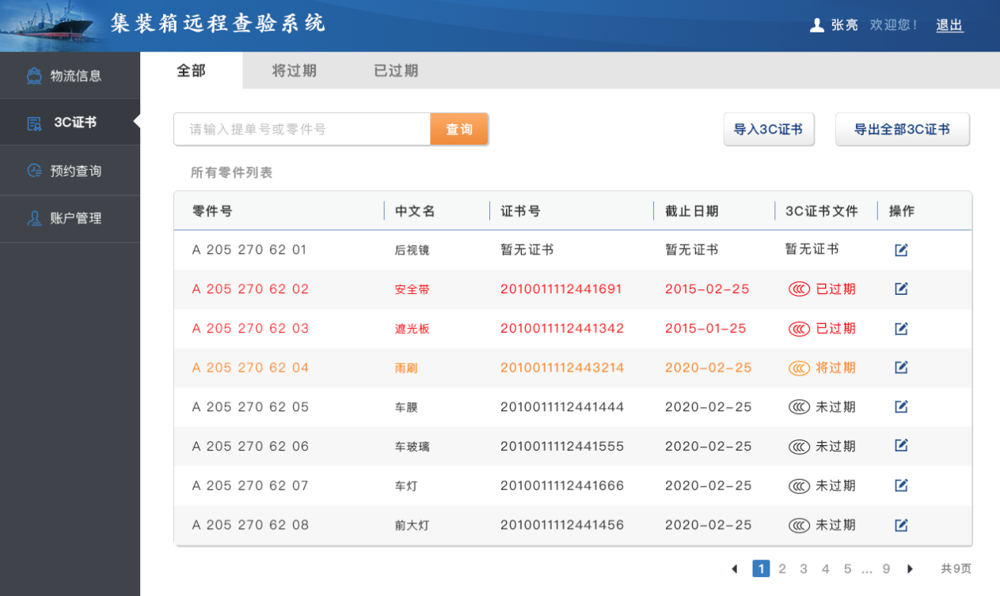 集装箱远程查验系统
张亮 欢迎您! 退出
物流信息
3C证书
预约查询
账户管理
全部 将过期 已过期
请输入提单号或零件号 查询 导入3C证书 导出全部3C证书
所有零件列表
零件号 中文名 证书号 截止日期 3C证书文件 操作
A 205 270 62 01 后视镜 暂无证书 暂无证书 暂无证书
A 205 270 62 02 安全带 2010011112441691 2015-02-25 已过期
A 205 270 62 03 遮光板 2010011112441342 2015-01-25 已过期
A 205 270 62 04 雨刷 2010011112443214 2020-02-25 将过期
A 205 270 62 05 车膜 2010011112441444 2020-02-25 未过期
A 205 270 62 06 车玻璃 2010011112441555 2020-02-25 未过期
A 205 270 62 07 车灯 2010011112441666 2020-02-25 未过期
A 205 270 62 08 前大灯 2010011112441456 2020-02-25 未过期
1 2 3 4 5 ... 9 共9页